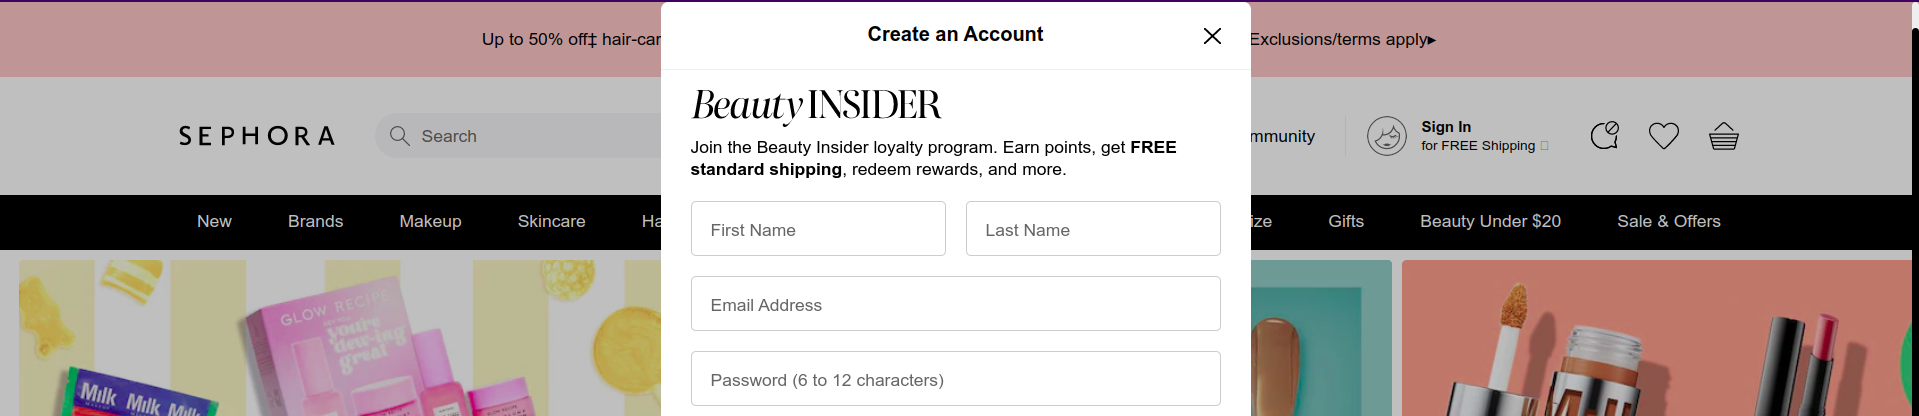 Up to 50% off‡ hair-car
Exclusions/terms apply▸
Create an Account
SEPHORA
Search
mmunity
Sign In
for FREE Shipping
Beauty INSIDER
Join the Beauty Insider loyalty program. Earn points, get FREE
standard shipping, redeem rewards, and more.
New
Brands
Makeup
Skincare
Ha
ize
Gifts
Beauty Under $20
Sale & Offers
First Name
Last Name
Email Address
Password (6 to 12 characters)
GLOW RECIPE
you're
dew-ing
great
Milk
Milk
Milk